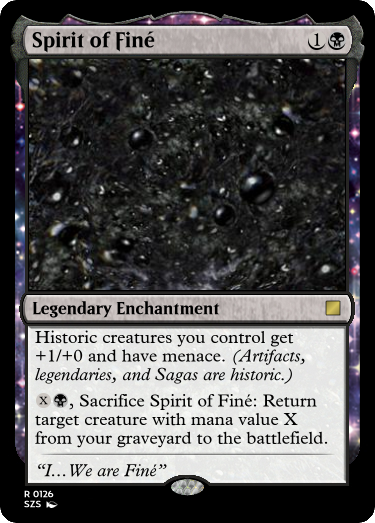 Spirit of Finé 1
Legendary Enchantment
Historic creatures you control get
+1/+0 and have menace. (Artifacts,
legendaries, and Sagas are historic.)
X, Sacrifice Spirit of Finé: Return
target creature with mana value X
from your graveyard to the battlefield.
“I...We are Finé”
R 0126
SZS